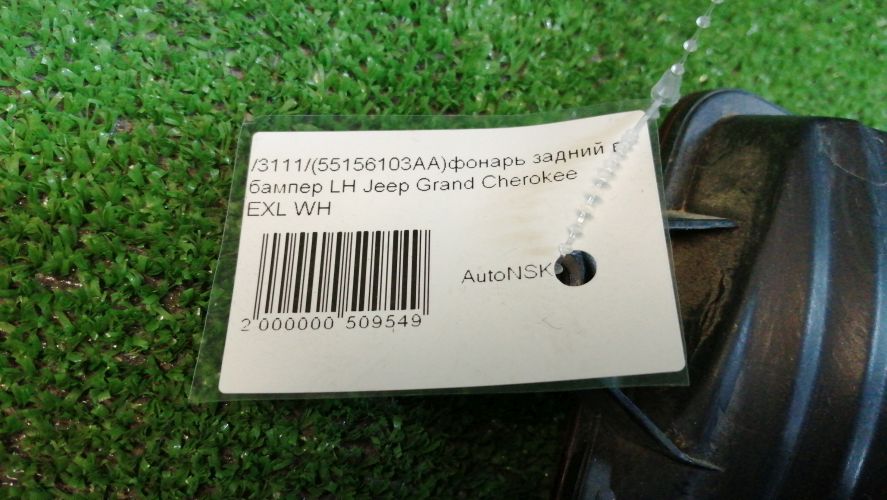 /3111/(55156103AA)фонарь задний в
бампер LH Jeep Grand Cherokee
EXL WH
AutoNSK
2 000000 509549